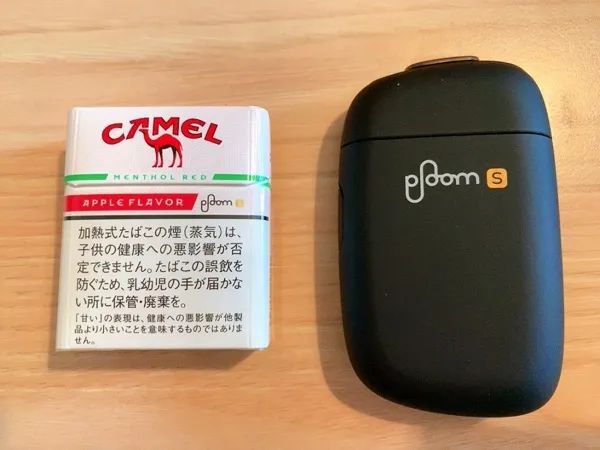 CAMEL
MENTHOL RED
APPLE FLAVOR ploom S
加熱式たばこの煙(蒸気)は、
子供の健康への悪影響が否
定できません。たばこの誤飲を
防ぐため、乳幼児の手が届かな
い所に保管・廃棄を。
「甘い」の表現は、健康への悪影響が他製
品より小さいことを意味するものではありま
せん。
ploom S